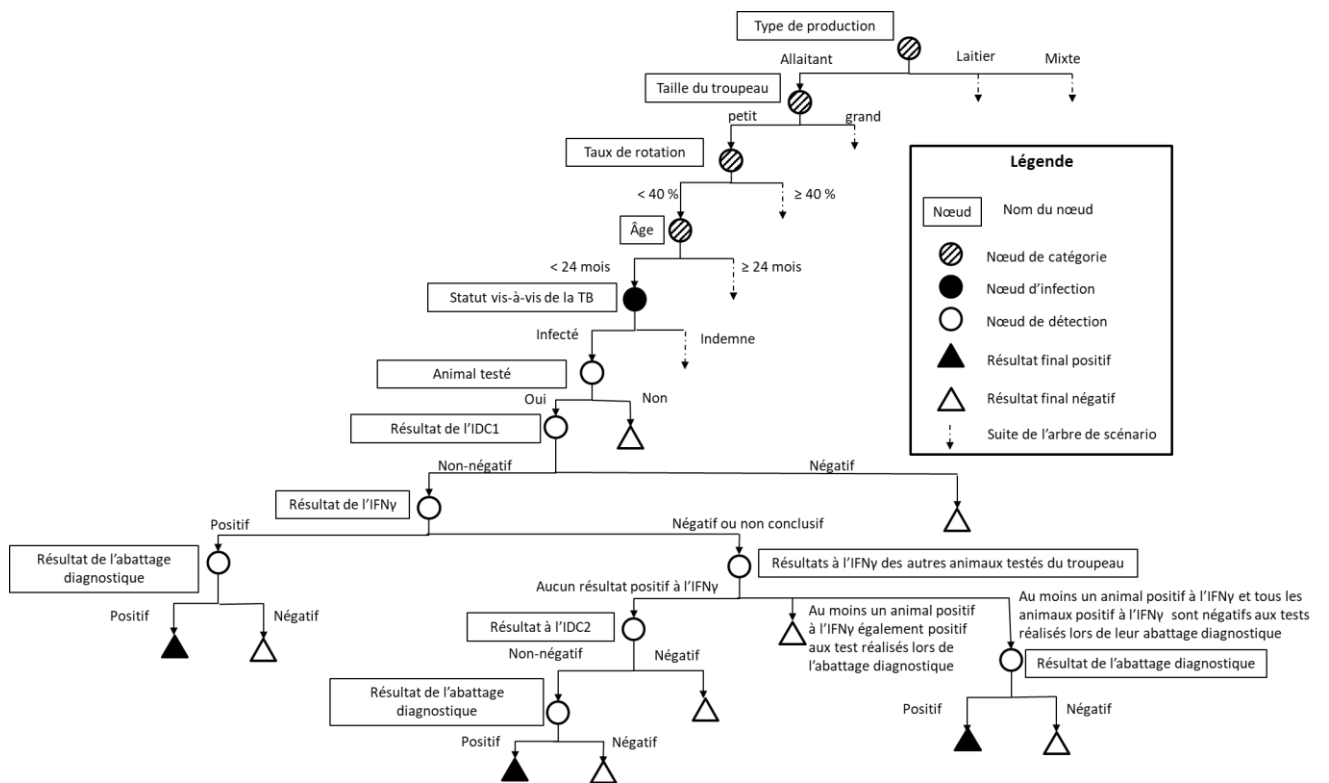 Type de production
Allaitant
Laitier
Mixte
Taille du troupeau
petit
grand
Taux de rotation
< 40 %
≥ 40 %
Âge
< 24 mois
≥ 24 mois
Statut vis-à-vis de la TB
Infecté
Indemne
Animal testé
Oui
Non
Résultat de l'IDC1
Non-négatif
Négatif
Résultat de l'IFNγ
Positif
Négatif ou non conclusif
Résultat de l'abattage
diagnostique
Résultats à l'IFNγ des autres animaux testés du troupeau
Positif
Négatif
Aucun résultat positif à l'IFNγ
Au moins un animal positif
à l'IFNγ également positif
aux test réalisés lors de
l'abattage diagnostique
Au moins un animal positif à l'IFNγ et tous les
animaux positif à l'IFNγ sont négatifs aux tests
réalisés lors de leur abattage diagnostique
Résultat à l'IDC2
Non-négatif
Négatif
Résultat de l'abattage diagnostique
Résultat de l'abattage
diagnostique
Positif
Négatif
Positif
Négatif
Légende
Nœud
Nom du nœud
Nœud de catégorie
Nœud d'infection
Nœud de détection
Résultat final positif
Résultat final négatif
Suite de l'arbre de scénario